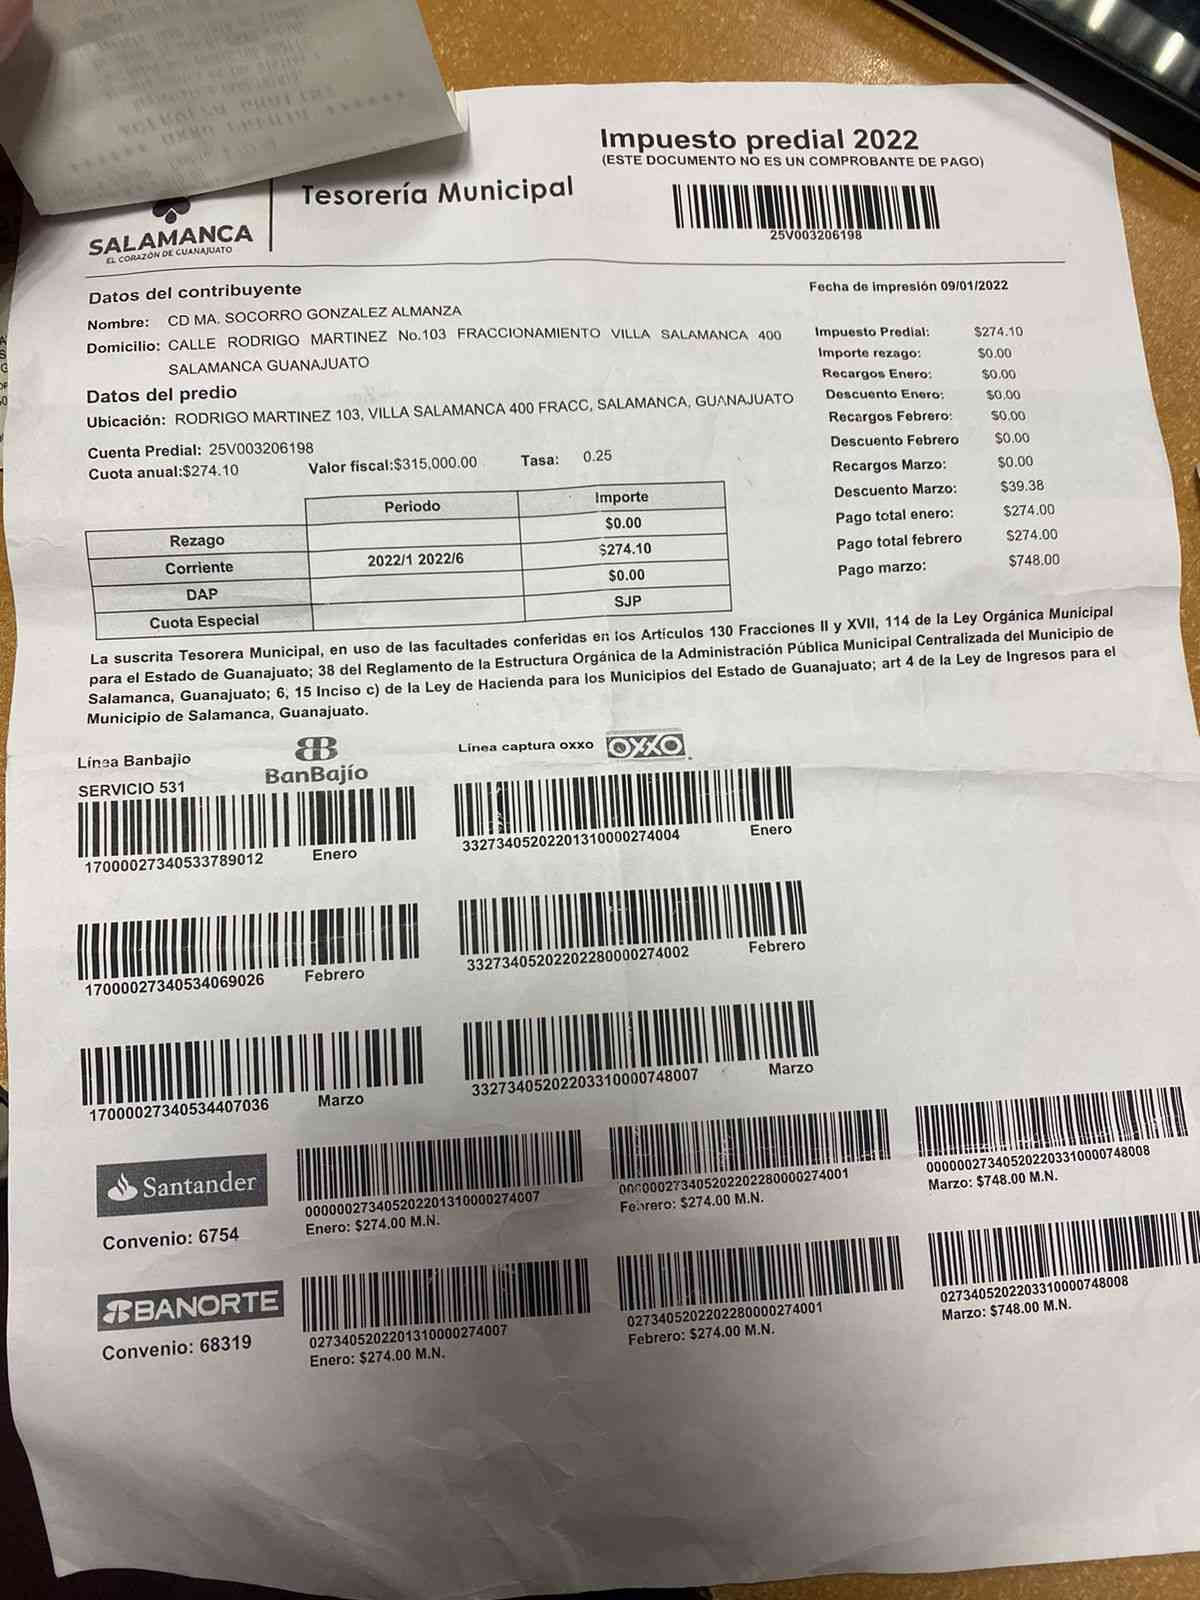 Impuesto predial 2022
(ESTE DOCUMENTO NO ES UN COMPROBANTE DE PAGO)
Tesorería Municipal
SALAMANCA
EL CORAZÓN DE GUANAJUATO
25V003206198
Datos del contribuyente
Fecha de impresión 09/01/2022
Nombre: CD MA. SOCORRO GONZALEZ ALMANZA
Domicilio: CALLE RODRIGO MARTINEZ No.103 FRACCIONAMIENTO VILLA SALAMANCA 400
SALAMANCA GUANAJUATO
Datos del predio
Ubicación: RODRIGO MARTINEZ 103, VILLA SALAMANCA 400 FRACC, SALAMANCA, GUANAJUATO
Cuenta Predial: 25V003206198
Cuota anual:$274.10 Valor fiscal:$315,000.00 Tasa: 0.25
Impuesto Predial: $274.10
Importe rezago: $0.00
Recargos Enero: $0.00
Descuento Enero: $0.00
Recargos Febrero: $0.00
Descuento Febrero $0.00
Recargos Marzo: $0.00
Descuento Marzo: $39.38
Pago total enero: $274.00
Pago total febrero $274.00
Pago marzo: $748.00
Periodo Importe
Rezago $0.00
Corriente 2022/1 2022/6 $274.10
DAP $0.00
Cuota Especial SJP
La suscrita Tesorera Municipal, en uso de las facultades conferidas en los Artículos 130 Fracciones II y XVII, 114 de la Ley Orgánica Municipal
para el Estado de Guanajuato; 38 del Reglamento de la Estructura Orgánica de la Administración Pública Municipal Centralizada del Municipio de
Salamanca, Guanajuato; 6, 15 Inciso c) de la Ley de Hacienda para los Municipios del Estado de Guanajuato; art 4 de la Ley de Ingresos para el
Municipio de Salamanca, Guanajuato.
Línea Banbajio
BanBajío
SERVICIO 531
Línea captura oxxo OXXO
17000027340533789012 Enero
33273405202201310000274004 Enero
17000027340534069026 Febrero
33273405202202280000274002 Febrero
17000027340534407036 Marzo
33273405202203310000748007 Marzo
Santander
Convenio: 6754
000000273405202201310000274007
Enero: $274.00 M.N.
000000273405202202280000274001
Febrero: $274.00 M.N.
000000273405202203310000748008
Marzo: $748.00 M.N.
BANORTE
Convenio: 68319
0273405202201310000274007
Enero: $274.00 M.N.
0273405202202280000274001
Febrero: $274.00 M.N.
0273405202203310000748008
Marzo: $748.00 M.N.